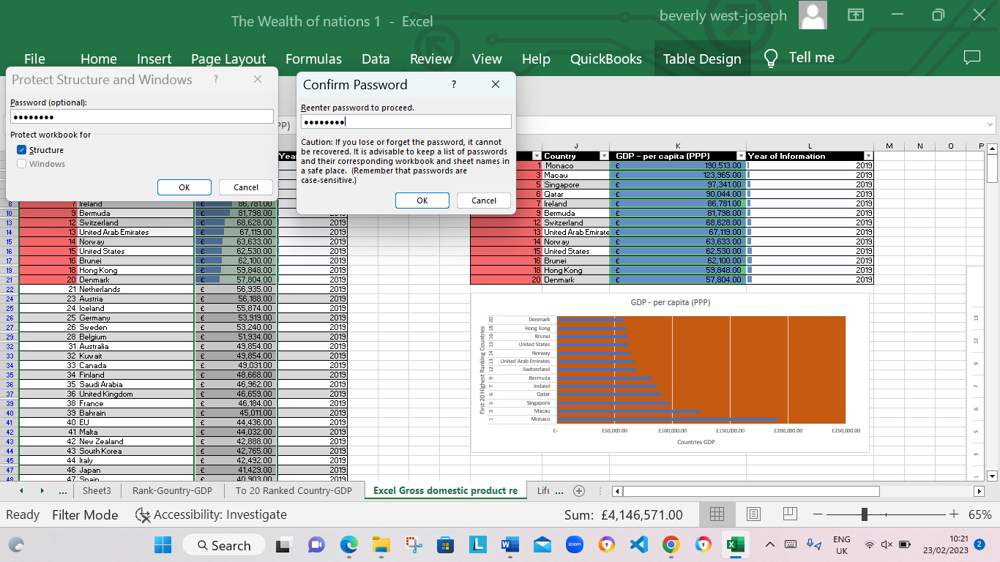 The Wealth of nations 1 - Excel
beverly west-joseph
File Home Insert Page Layout Formulas Data Review View Help QuickBooks Table Design Tell me
Protect Structure and Windows ?
Password (optional):
••••••••
Protect workbook for
Structure
Windows
OK Cancel
Confirm Password ?
Reenter password to proceed.
••••••••
Caution: If you lose or forget the password, it cannot
be recovered. It is advisable to keep a list of passwords
and their corresponding workbook and sheet names in
a safe place. (Remember that passwords are
case-sensitive.)
OK Cancel
PP)
J K L M N O P
Year
Country GDP - per capita (PPP) Year of Information
1 Monaco £ 190,513.00 2019
3 Macau £ 123,965.00 2019
5 Singapore £ 97,341.00 2019
6 Qatar £ 90,044.00 2019
7 Ireland £ 86,781.00 2019
9 Bermuda £ 81,798.00 2019
12 Switzerland £ 68,628.00 2019
13 United Arab Emirate £ 67,119.00 2019
14 Norway £ 63,633.00 2019
15 United States £ 62,530.00 2019
16 Brunei £ 62,100.00 2019
18 Hong Kong £ 59,848.00 2019
20 Denmark £ 57,804.00 2019
8 7 Ireland £ 86,781.00 2019
10 9 Bermuda £ 81,798.00 2019
13 12 Switzerland £ 68,628.00 2019
14 13 United Arab Emirates £ 67,119.00 2019
15 14 Norway £ 63,633.00 2019
16 15 United States £ 62,530.00 2019
17 16 Brunei £ 62,100.00 2019
19 18 Hong Kong £ 59,848.00 2019
21 20 Denmark £ 57,804.00 2019
22 21 Netherlands £ 56,935.00 2019
24 23 Austria £ 56,188.00 2019
25 24 Iceland £ 55,874.00 2019
26 25 Germany £ 53,919.00 2019
27 26 Sweden £ 53,240.00 2019
29 28 Belgium £ 51,934.00 2019
32 31 Australia £ 49,854.00 2019
33 32 Kuwait £ 49,854.00 2019
34 33 Canada £ 49,031.00 2019
35 34 Finland £ 48,668.00 2019
36 35 Saudi Arabia £ 46,962.00 2019
37 36 United Kingdom £ 46,659.00 2019
39 38 France £ 46,184.00 2019
40 39 Bahrain £ 45,011.00 2019
41 40 EU £ 44,436.00 2019
42 41 Malta £ 44,032.00 2019
43 42 New Zealand £ 42,888.00 2019
44 43 South Korea £ 42,765.00 2019
45 44 Italy £ 42,492.00 2019
47 46 Japan £ 41,429.00 2019
48 47 Spain £ 40,903.00 2019
GDP - per capita (PPP)
First 20 Highest Ranking Countries
20 Denmark
18 Hong Kong
16 Brunei
15 United States
14 Norway
13 United Arab Emirates
12 Switzerland
9 Bermuda
7 Ireland
6 Qatar
5 Singapore
3 Macau
1 Monaco
£- £50,000.00 £100,000.00 £150,000.00 £200,000.00 £250,000.00
Countries GDP
13
12
9
7
6
5
3
1
... Sheet3 Rank-Gountry-GDP To 20 Ranked Country-GDP Excel Gross domestic product re Life ...
Ready Filter Mode Accessibility: Investigate Sum: £4,146,571.00 65%
Search
L
W
zoom
ENG
UK
10:21
23/02/2023
2